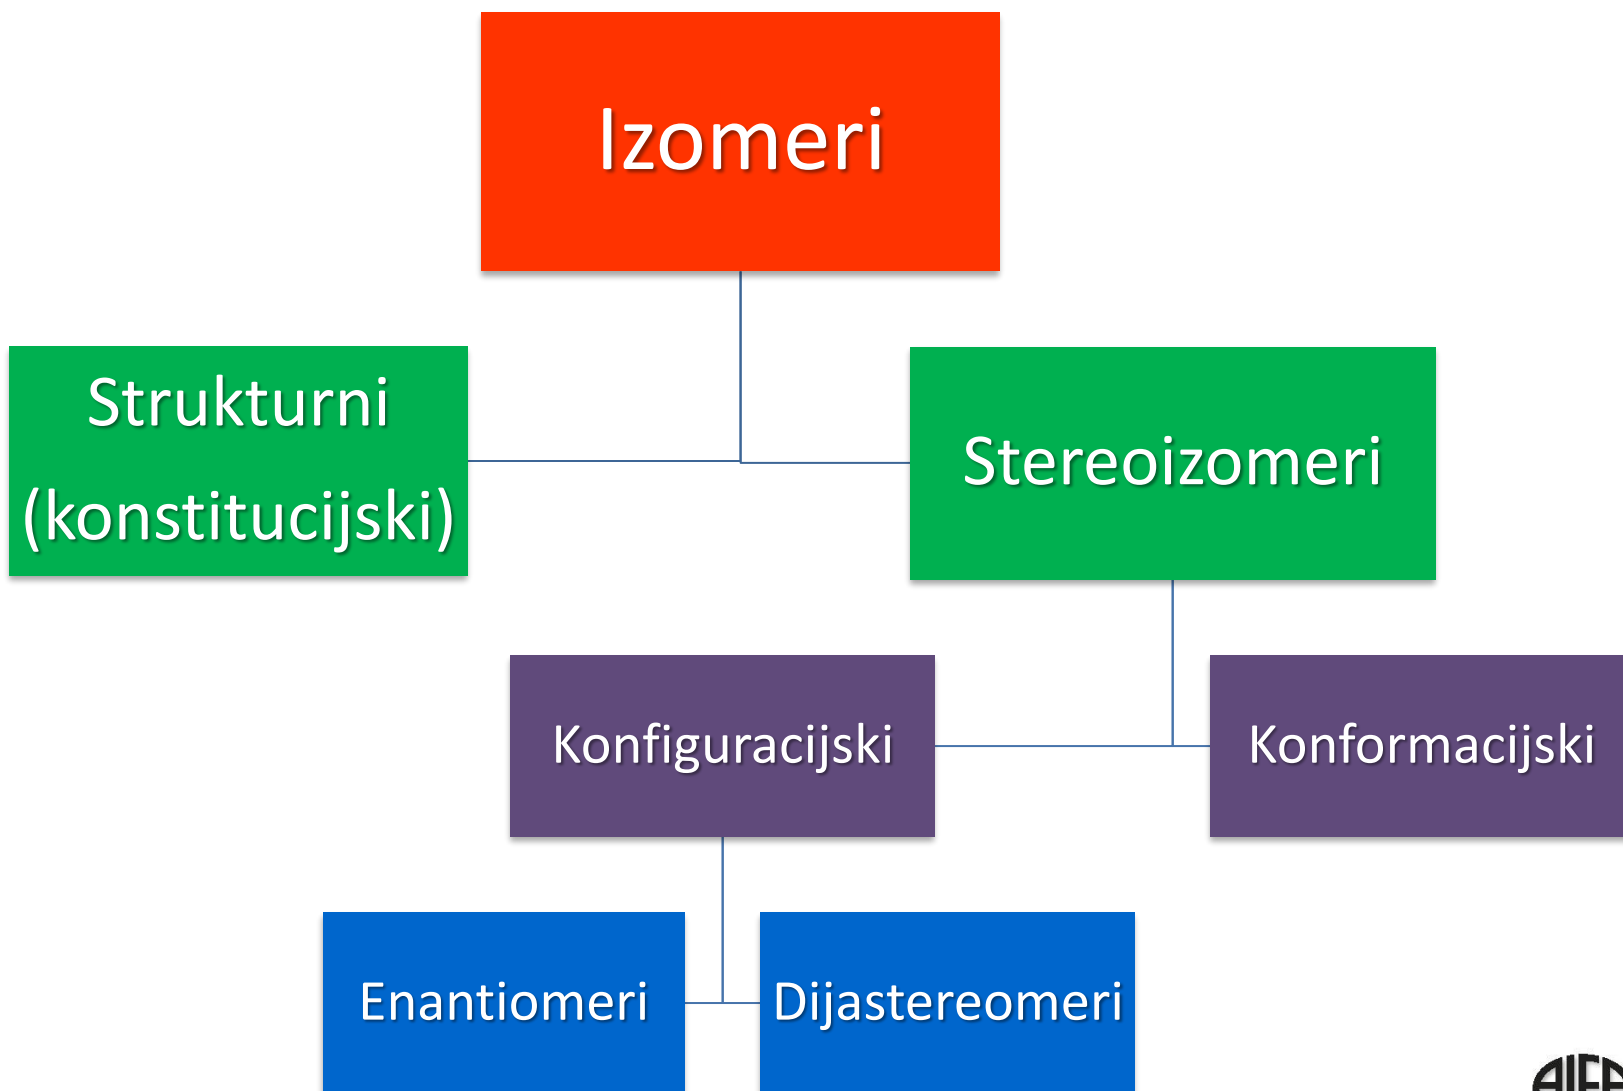 Izomeri
Strukturni
(konstitucijski)
Stereoizomeri
Konfiguracijski
Konformacijski
Enantiomeri
Dijastereomeri